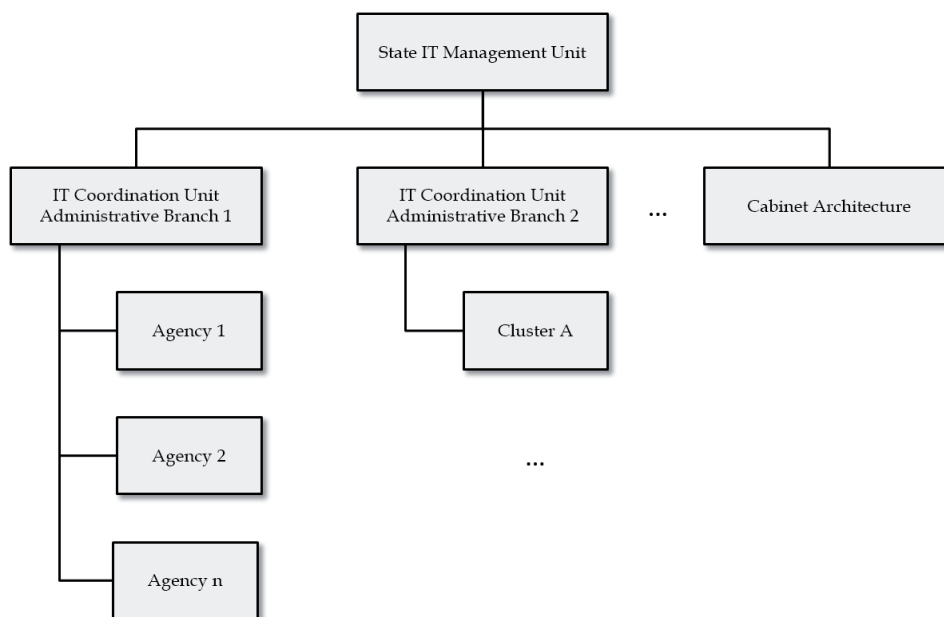 State IT Management Unit
IT Coordination Unit
Administrative Branch 1
IT Coordination Unit
Administrative Branch 2
...
Cabinet Architecture
Agency 1
Cluster A
Agency 2
...
Agency n